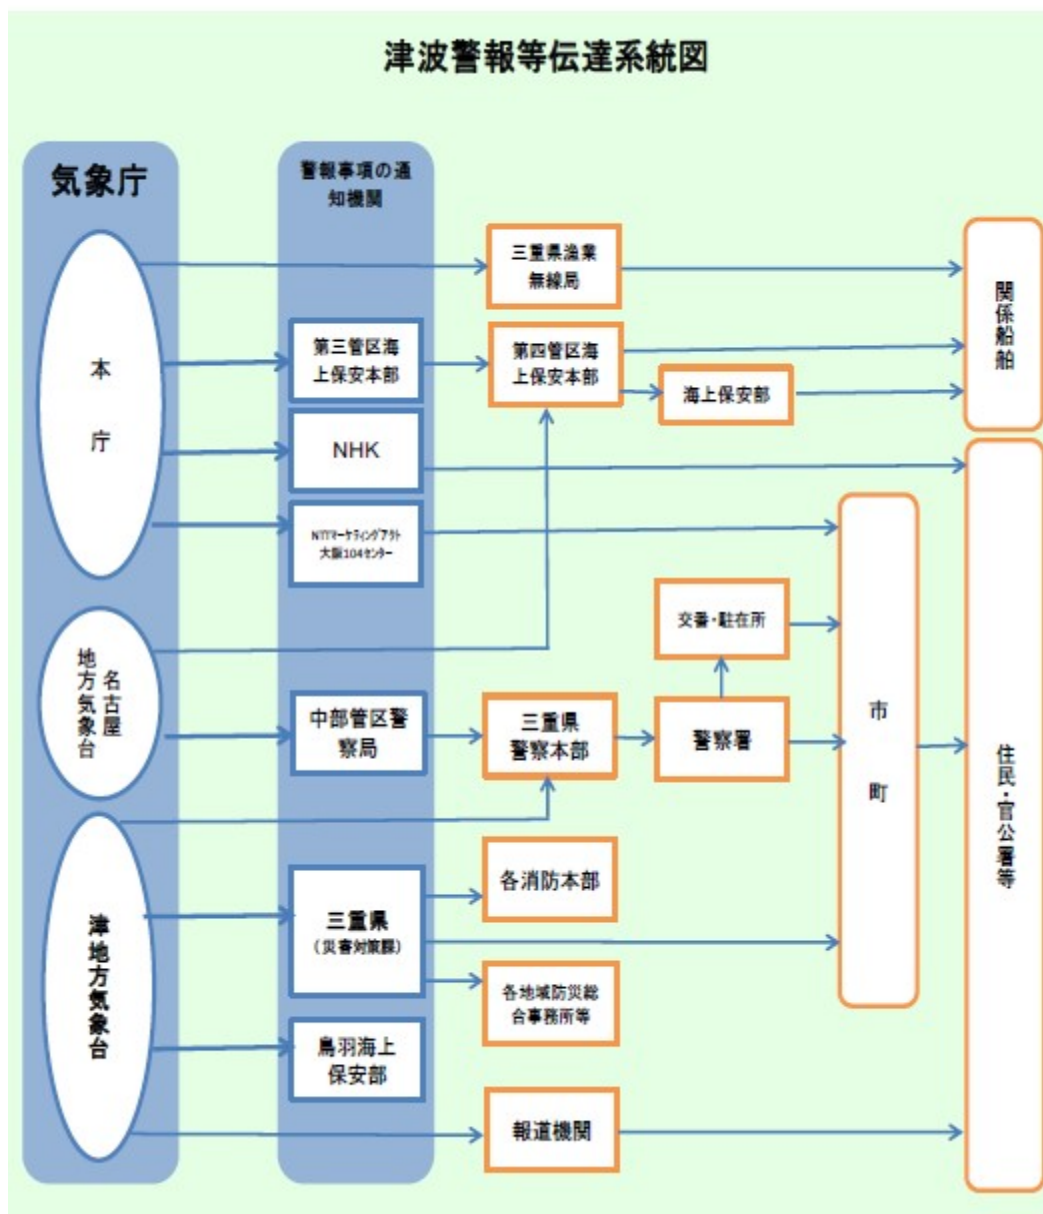 津波警報等伝達系統図
気象庁
警報事項の通
知機関
本庁
三重県漁業
無線局
関係船舶
第三管区海
上保安本部
第四管区海
上保安本部
海上保安部
NHK
NTTマーケティングアクト
大阪104センター
交番・駐在所
名古屋
地方気象台
中部管区警
察局
三重県
警察本部
警察署
市町
住民・官公署等
津地方気象台
各消防本部
三重県
(災害対策課)
各地域防災総
合事務所等
鳥羽海上
保安部
報道機関